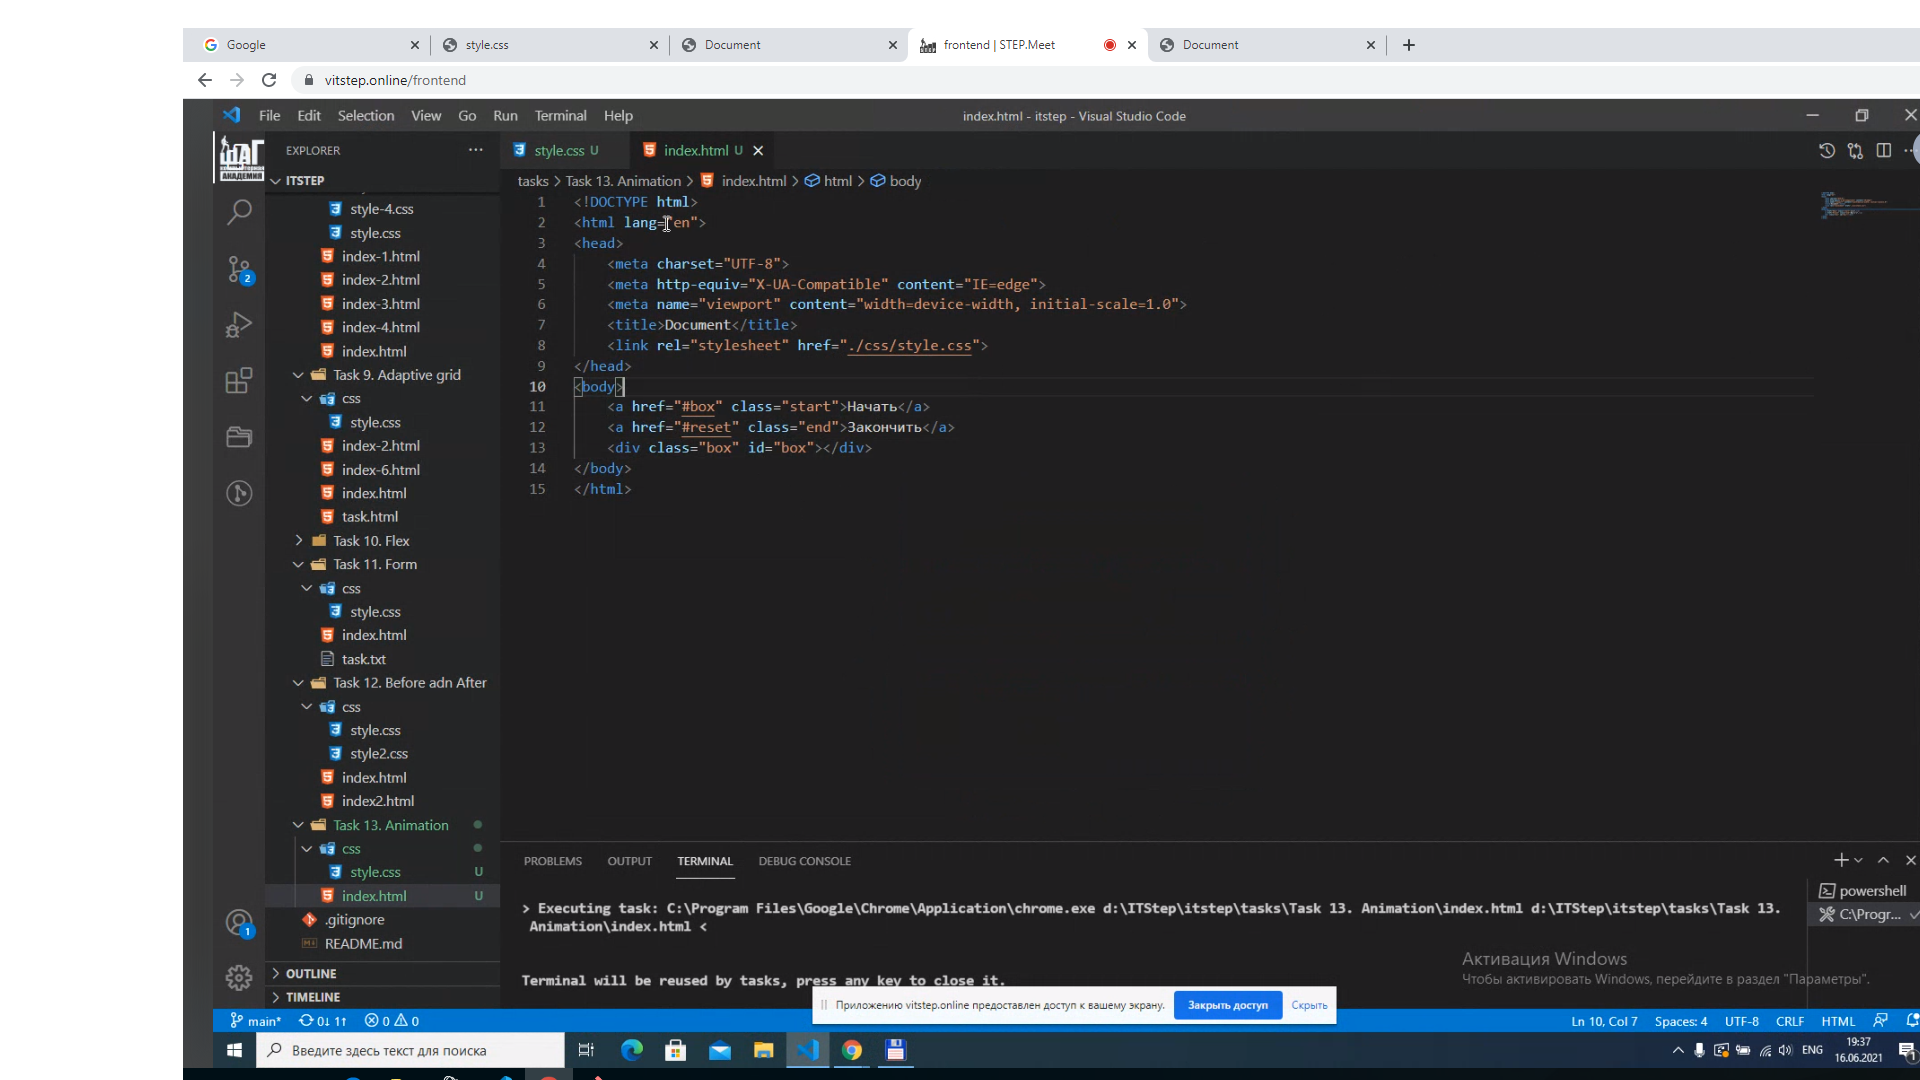 Google
style.css
Document
frontend | STEP.Meet
Document
vitstep.online/frontend
File Edit Selection View Go Run Terminal Help
index.html - itstep - Visual Studio Code
ШАГ
АКАДЕМИЯ
EXPLORER
style.css U
index.html U
ITSTEP
tasks > Task 13. Animation > index.html > html > body
style-4.css
style.css
index-1.html
index-2.html
index-3.html
index-4.html
index.html
Task 9. Adaptive grid
css
style.css
index-2.html
index-6.html
index.html
task.html
Task 10. Flex
Task 11. Form
css
style.css
index.html
task.txt
Task 12. Before adn After
css
style.css
style2.css
index.html
index2.html
Task 13. Animation
css
style.css U
index.html U
.gitignore
README.md
OUTLINE
TIMELINE
2
1
1 <!DOCTYPE html>
2 <html lang="en">
3 <head>
4 <meta charset="UTF-8">
5 <meta http-equiv="X-UA-Compatible" content="IE=edge">
6 <meta name="viewport" content="width=device-width, initial-scale=1.0">
7 <title>Document</title>
8 <link rel="stylesheet" href="./css/style.css">
9 </head>
10 <body>
11 <a href="#box" class="start">Начать</a>
12 <a href="#reset" class="end">Закончить</a>
13 <div class="box" id="box"></div>
14 </body>
15 </html>
PROBLEMS OUTPUT TERMINAL DEBUG CONSOLE
> Executing task: C:\Program Files\Google\Chrome\Application\chrome.exe d:\ITStep\itstep\tasks\Task 13. Animation\index.html d:\ITStep\itstep\tasks\Task 13.
Animation\index.html <
Terminal will be reused by tasks, press any key to close it.
powershell
C:\Progr...
Активация Windows
Чтобы активировать Windows, перейдите в раздел "Параметры".
Приложению vitstep.online предоставлен доступ к вашему экрану.
Закрыть доступ
Скрыть
main* 0↓ 1↑ 0 0
Ln 10, Col 7 Spaces: 4 UTF-8 CRLF HTML
Введите здесь текст для поиска
ENG
19:37
16.06.2021
1